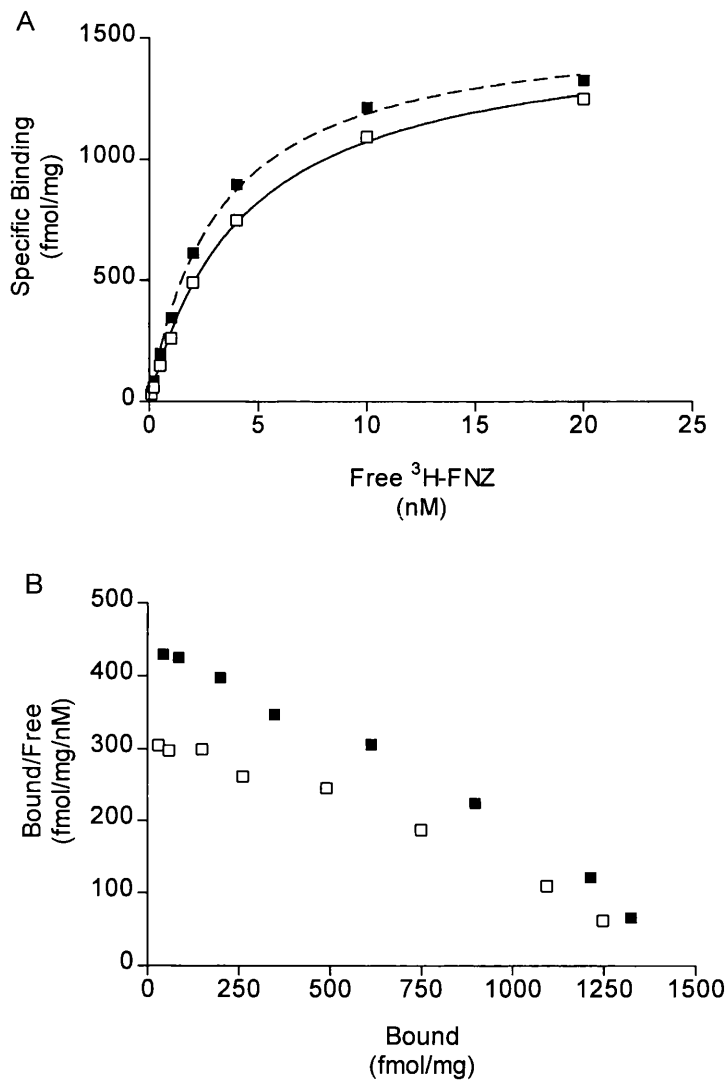 A
1500
1000
500
0
Specific Binding
(fmol/mg)
0 5 10 15 20 25
Free ³H-FNZ
(nM)
B
500
400
300
200
100
0
Bound/Free
(fmol/mg/nM)
0 250 500 750 1000 1250 1500
Bound
(fmol/mg)